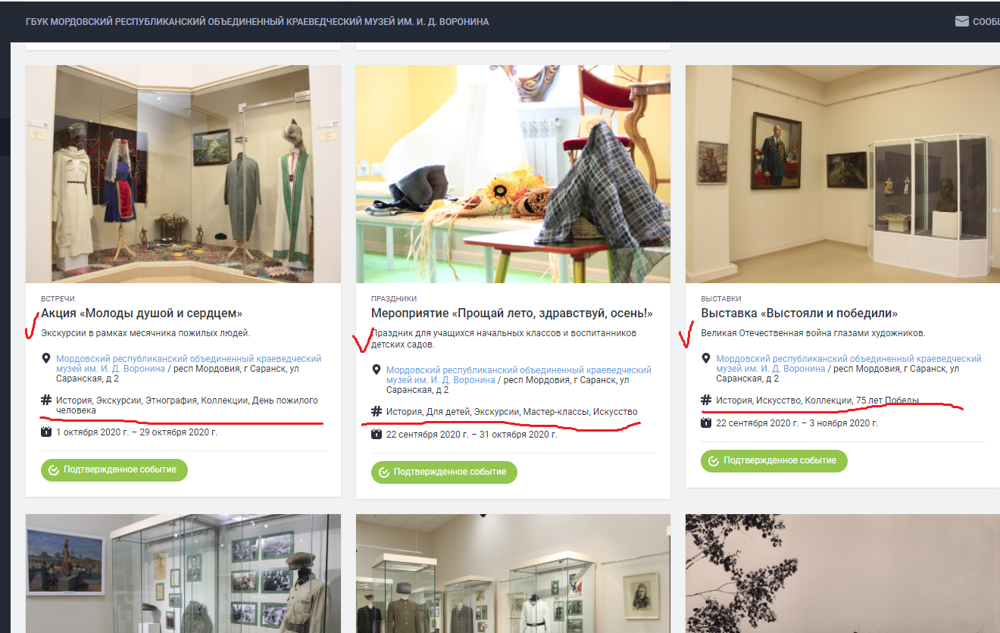 ГБУК МОРДОВСКИЙ РЕСПУБЛИКАНСКИЙ ОБЪЕДИНЕННЫЙ КРАЕВЕДЧЕСКИЙ МУЗЕЙ ИМ. И. Д. ВОРОНИНА
СООБЩ
ВСТРЕЧИ
Акция «Молоды душой и сердцем»
Экскурсии в рамках месячника пожилых людей.
Мордовский республиканский объединенный краеведческий
музей им. И. Д. Воронина / респ Мордовия, г Саранск, ул
Саранская, д 2
История, Экскурсии, Этнография, Коллекции, День пожилого
человека
1 октября 2020 г. – 29 октября 2020 г.
Подтвержденное событие
ПРАЗДНИКИ
Мероприятие «Прощай лето, здравствуй, осень!»
Праздник для учащихся начальных классов и воспитанников
детских садов.
Мордовский республиканский объединенный краеведческий
музей им. И. Д. Воронина / респ Мордовия, г Саранск, ул
Саранская, д 2
История, Для детей, Экскурсии, Мастер-классы, Искусство
22 сентября 2020 г. – 31 октября 2020 г.
Подтвержденное событие
ВЫСТАВКИ
Выставка «Выстояли и победили»
Великая Отечественная война глазами художников.
Мордовский республиканский объединенный краеведческий
музей им. И. Д. Воронина / респ Мордовия, г Саранск, ул
Саранская, д 2
История, Искусство, Коллекции, 75 лет Победы
22 сентября 2020 г. – 3 ноября 2020 г.
Подтвержденное событие